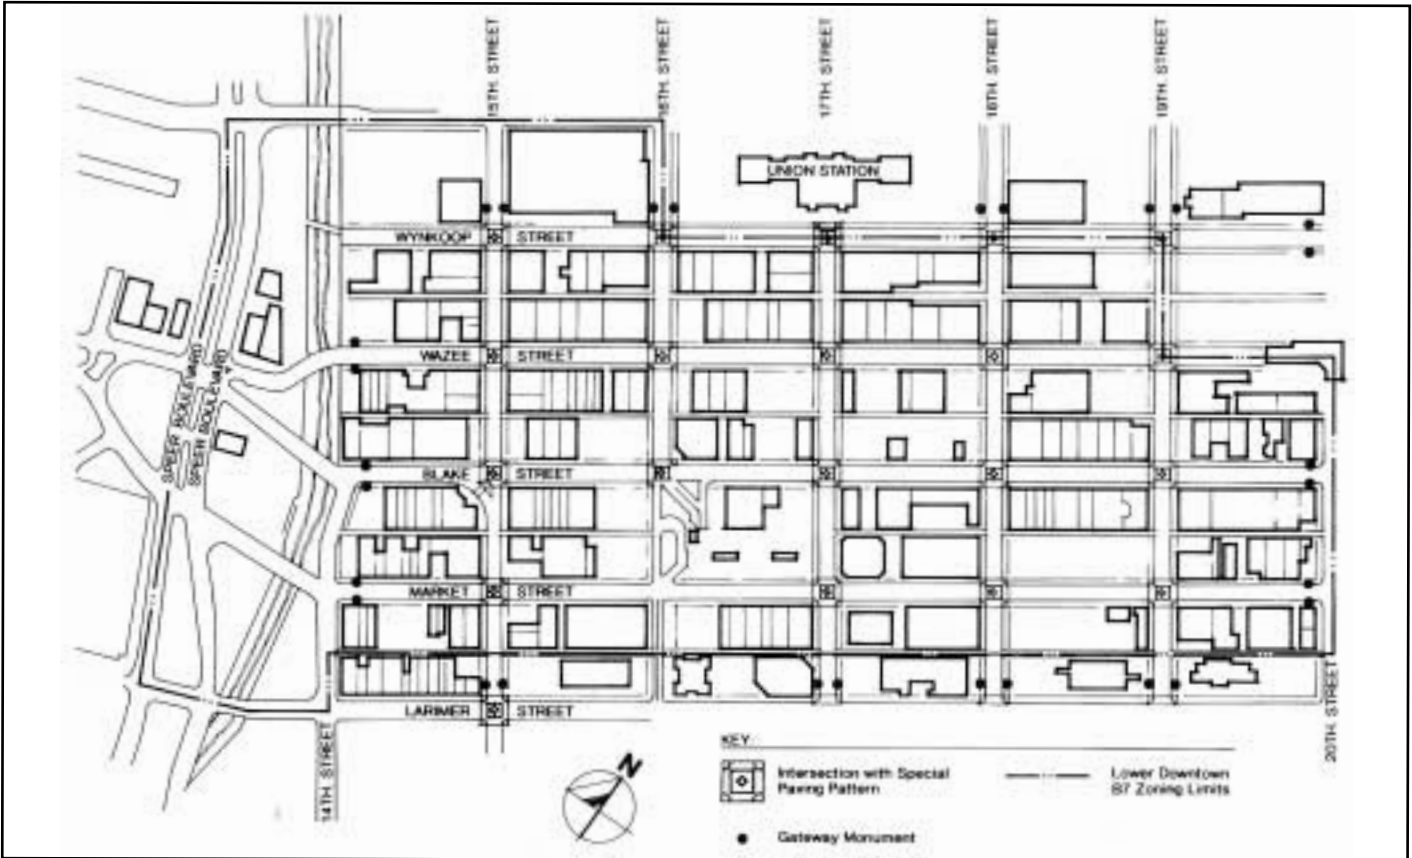 15TH. STREET
16TH. STREET
17TH. STREET
18TH. STREET
19TH. STREET
UNION STATION
WYNKOOP STREET
WAZEE STREET
SPEER BOULEVARD
SPEER BOULEVARD
BLAKE STREET
MARKET STREET
LARIMER STREET
14TH. STREET
20TH. STREET
N
KEY
Intersection with Special
Paving Pattern
Lower Downtown
B7 Zoning Limits
Gateway Monument